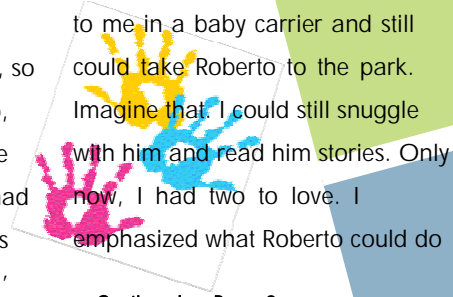 to me in a baby carrier and still
, so could take Roberto to the park.
, Imagine that. I could still snuggle
with him and read him stories. Only
now, I had two to love. I
emphasized what Roberto could do